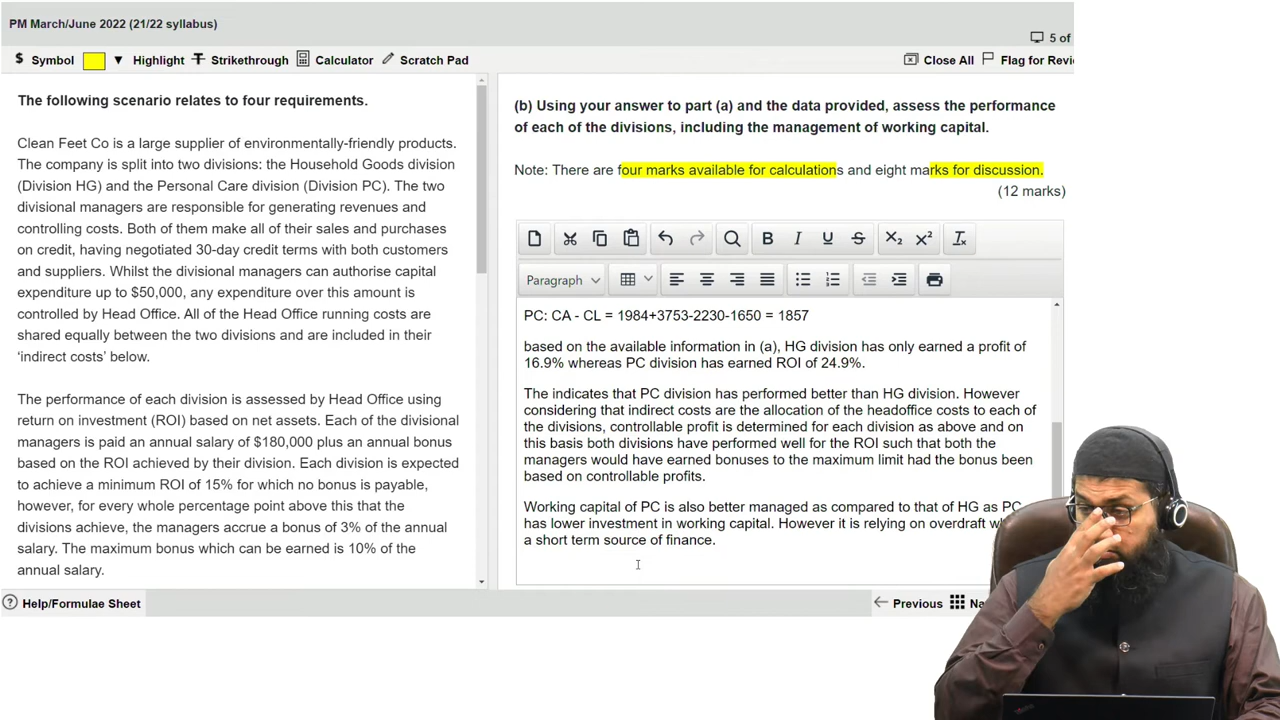 PM March/June 2022 (21/22 syllabus)
5 of
$ Symbol Highlight Strikethrough Calculator Scratch Pad Close All Flag for Revi
The following scenario relates to four requirements.
Clean Feet Co is a large supplier of environmentally-friendly products.
The company is split into two divisions: the Household Goods division
(Division HG) and the Personal Care division (Division PC). The two
divisional managers are responsible for generating revenues and
controlling costs. Both of them make all of their sales and purchases
on credit, having negotiated 30-day credit terms with both customers
and suppliers. Whilst the divisional managers can authorise capital
expenditure up to $50,000, any expenditure over this amount is
controlled by Head Office. All of the Head Office running costs are
shared equally between the two divisions and are included in their
'indirect costs' below.
The performance of each division is assessed by Head Office using
return on investment (ROI) based on net assets. Each of the divisional
managers is paid an annual salary of $180,000 plus an annual bonus
based on the ROI achieved by their division. Each division is expected
to achieve a minimum ROI of 15% for which no bonus is payable,
however, for every whole percentage point above this that the
divisions achieve, the managers accrue a bonus of 3% of the annual
salary. The maximum bonus which can be earned is 10% of the
annual salary.
(b) Using your answer to part (a) and the data provided, assess the performance
of each of the divisions, including the management of working capital.
Note: There are four marks available for calculations and eight marks for discussion.
(12 marks)
B I U S X₂ X² Tx
Paragraph
PC: CA - CL = 1984+3753-2230-1650 = 1857
based on the available information in (a), HG division has only earned a profit of
16.9% whereas PC division has earned ROI of 24.9%.
The indicates that PC division has performed better than HG division. However
considering that indirect costs are the allocation of the headoffice costs to each of
the divisions, controllable profit is determined for each division as above and on
this basis both divisions have performed well for the ROI such that both the
managers would have earned bonuses to the maximum limit had the bonus been
based on controllable profits.
Working capital of PC is also better managed as compared to that of HG as PC
has lower investment in working capital. However it is relying on overdraft
a short term source of finance.
Help/Formulae Sheet
Previous Na